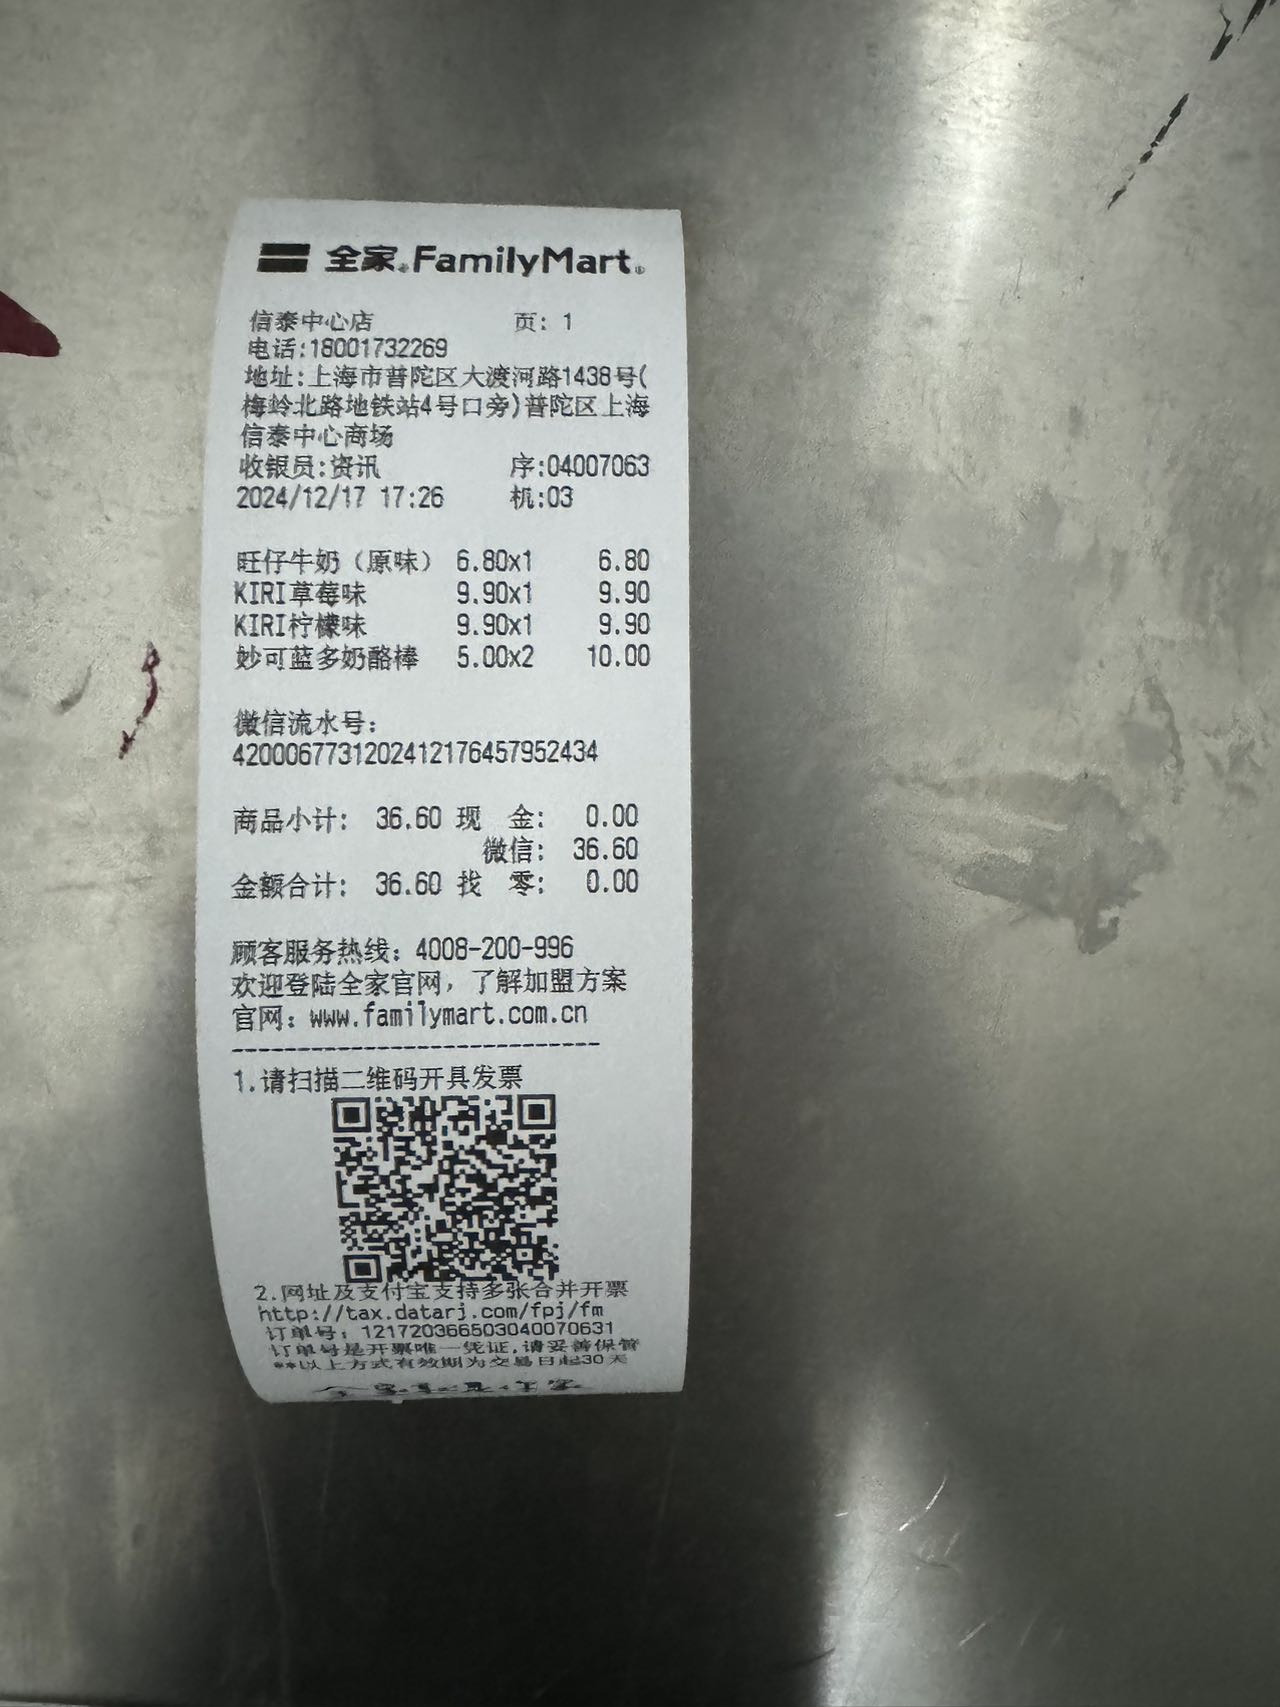 全家 FamilyMart
信泰中心店 页: 1
电话:18001732269
地址:上海市普陀区大渡河路1438号(
梅岭北路地铁站4号口旁)普陀区上海
信泰中心商场
收银员:资讯 序:04007063
2024/12/17 17:26 机:03
旺仔牛奶（原味） 6.80x1 6.80
KIRI草莓味 9.90x1 9.90
KIRI柠檬味 9.90x1 9.90
妙可蓝多奶酪棒 5.00x2 10.00
微信流水号:
4200067731202412176457952434
商品小计: 36.60 现 金: 0.00
微信: 36.60
金额合计: 36.60 找 零: 0.00
顾客服务热线: 4008-200-996
欢迎登陆全家官网，了解加盟方案
官网: www.familymart.com.cn
----------------------------
1.请扫描二维码开具发票
2.网址及支付宝支持多张合并开票
http://tax.datarj.com/fpj/fm
订单号: 121720366503040070631
订单号是开票唯一凭证,请妥善保管
**以上方式有效期为交易日起30天